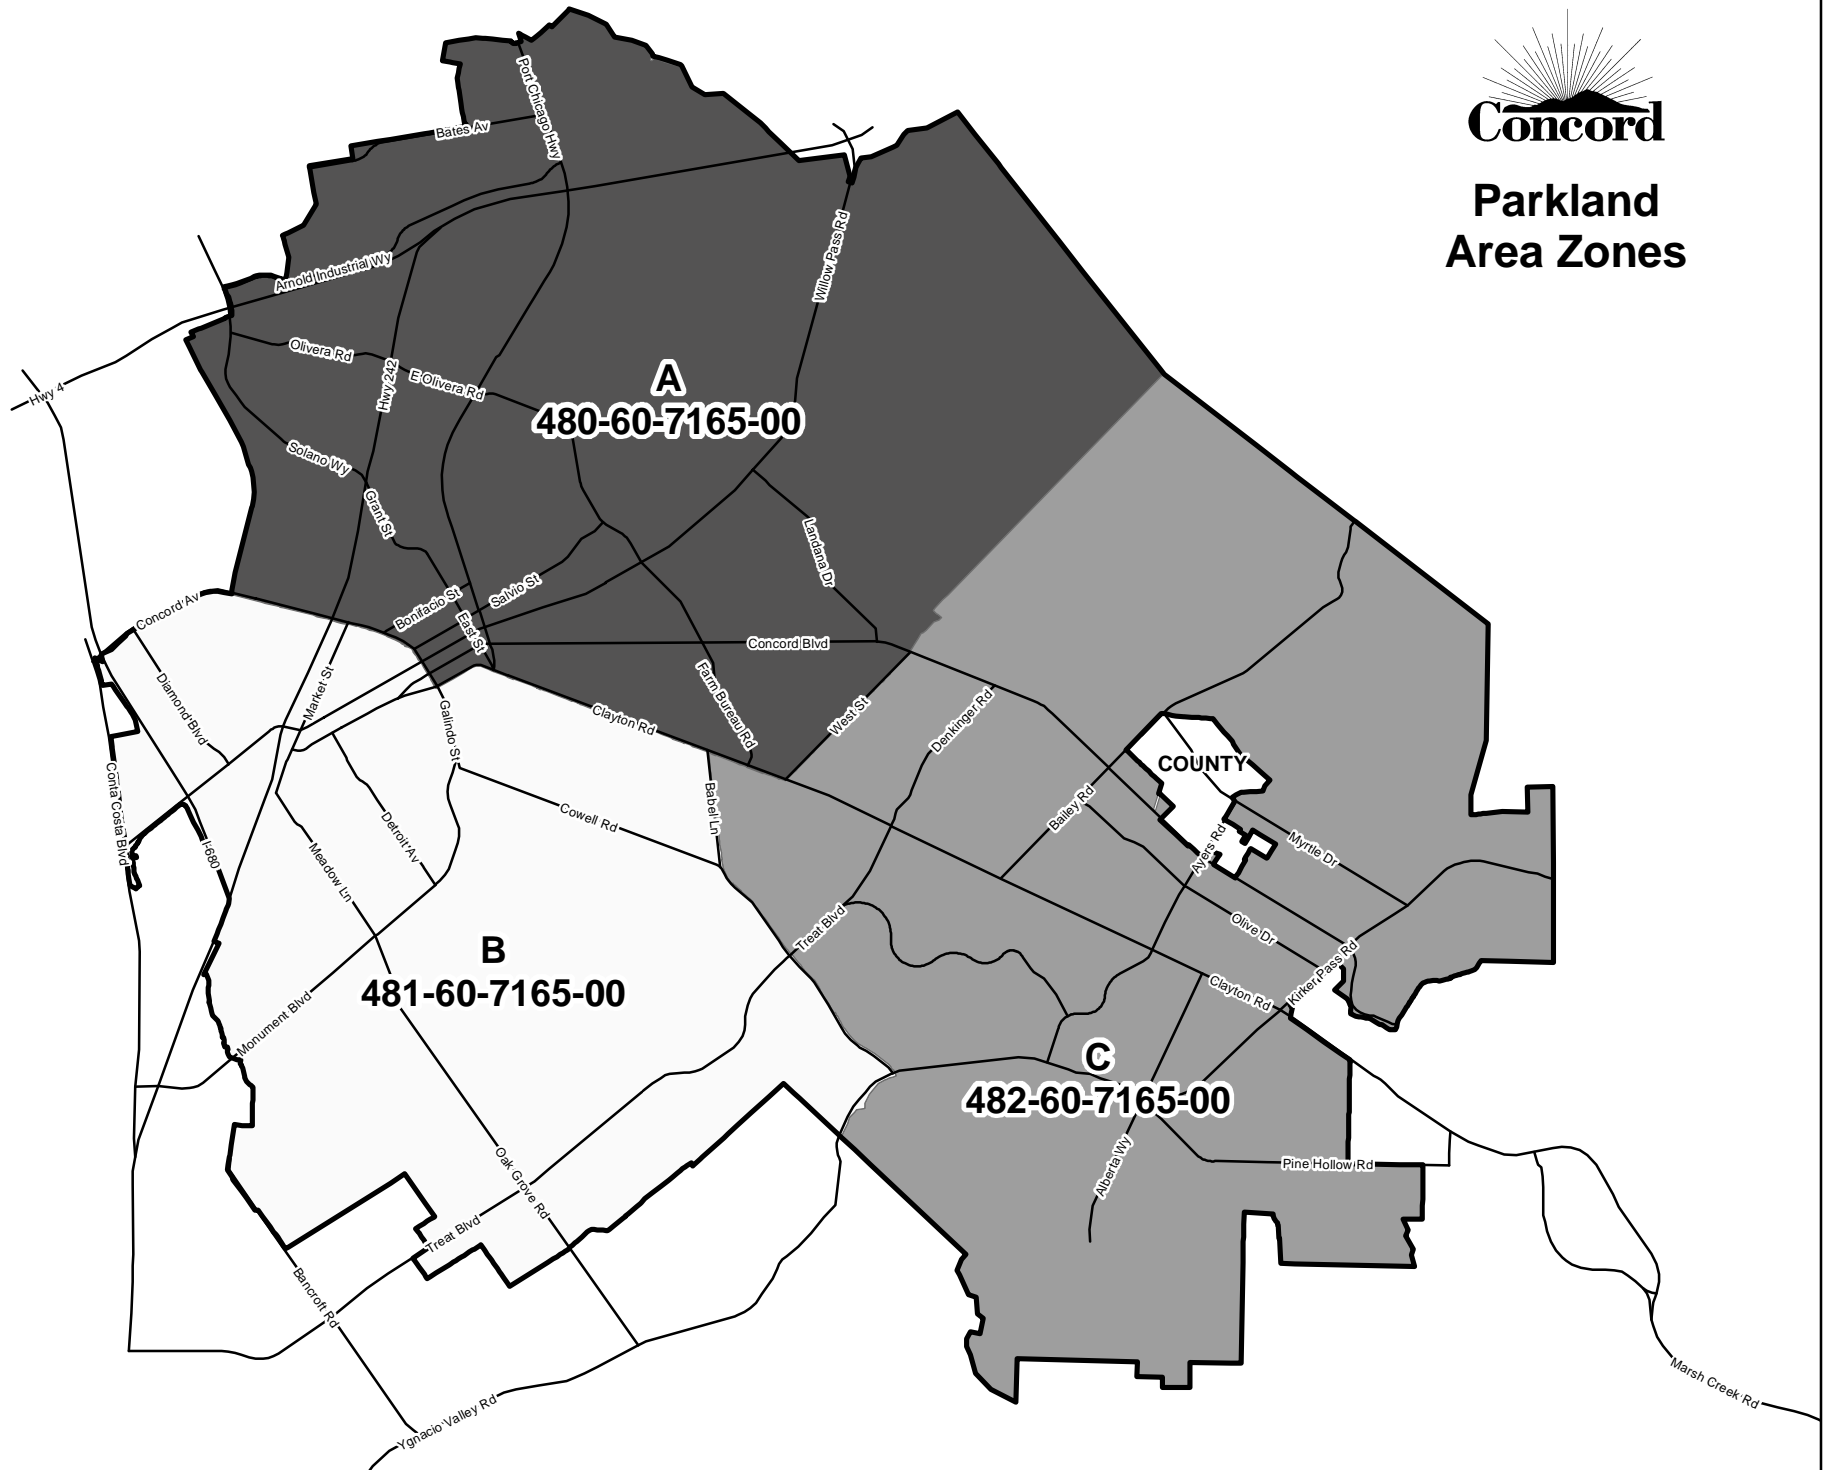 Concord
Parkland
Area Zones
Port Chicago Hwy
Bates Av
Willow Pass Rd
Arnold Industrial Wy
Olivera Rd
E Olivera Rd
Hwy 242
Hwy 4
A
480-60-7165-00
Solano Wy
Grant St
Landana Dr
Concord Av
Bonifacio St
Salvio St
East St
Concord Blvd
Diamond Blvd
Market St
Galindo St
Clayton Rd
Farm Bureau Rd
West St
Denkinger Rd
COUNTY
Conta Costa Blvd
I-680
Detroit Av
Cowell Rd
Babel Ln
Bailey Rd
Ayers Rd
Myrtle Dr
Meadow Ln
Treat Blvd
Olive Dr
Kirker Pass Rd
B
481-60-7165-00
Clayton Rd
Monument Blvd
C
482-60-7165-00
Oak Grove Rd
Alberta Wy
Pine Hollow Rd
Treat Blvd
Bancroft Rd
Ygnacio Valley Rd
Marsh Creek Rd